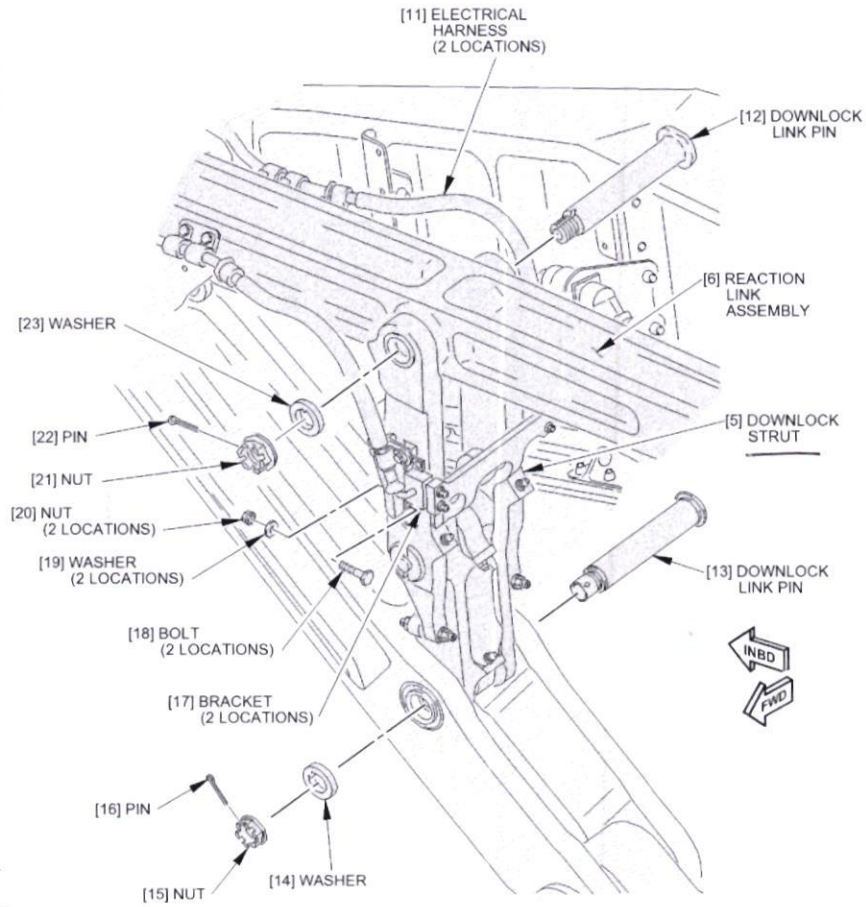 [11] ELECTRICAL
HARNESS
(2 LOCATIONS)
[12] DOWNLOCK
LINK PIN
[6] REACTION
LINK
ASSEMBLY
[23] WASHER
[22] PIN
[5] DOWNLOCK
STRUT
[21] NUT
[20] NUT
(2 LOCATIONS)
[19] WASHER
(2 LOCATIONS)
[13] DOWNLOCK
LINK PIN
[18] BOLT
(2 LOCATIONS)
INBD
FWD
[17] BRACKET
(2 LOCATIONS)
[16] PIN
[14] WASHER
[15] NUT